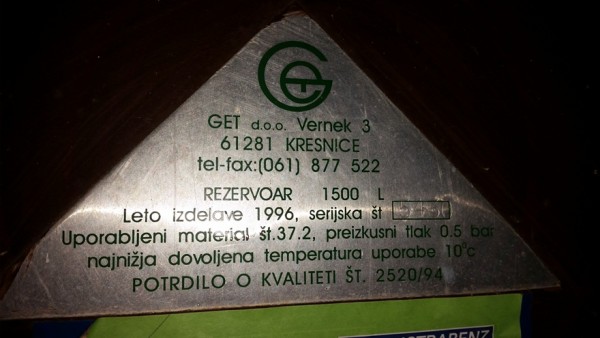 GET
GET d.o.o. Vernek 3
61281 KRESNICE
tel-fax:(061) 877 522
REZERVOAR 1500 L
Leto izdelave 1996, serijska št
Uporabljeni material št.37.2, preizkusni tlak 0.5 bar
najnižja dovoljena temperatura uporabe 10°c
POTRDILO O KVALITETI ŠT. 2520/94